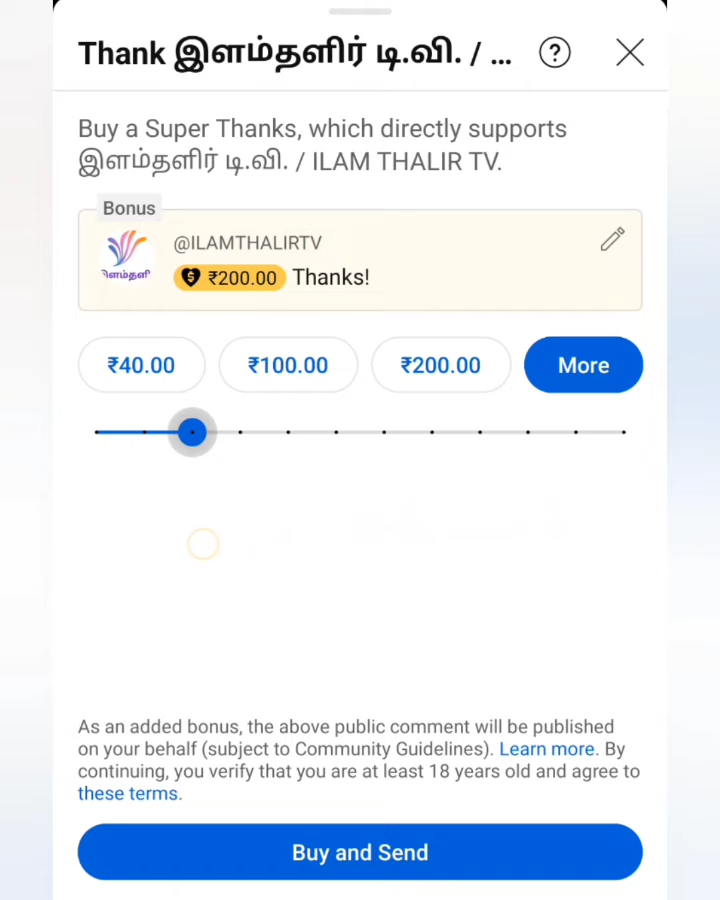 Thank இளம்தளிர் டி.வி. / ...
Buy a Super Thanks, which directly supports
இளம்தளிர் டி.வி. / ILAM THALIR TV.
Bonus
@ILAMTHALIRTV
₹200.00 Thanks!
₹40.00 ₹100.00 ₹200.00 More
As an added bonus, the above public comment will be published
on your behalf (subject to Community Guidelines). Learn more. By
continuing, you verify that you are at least 18 years old and agree to
these terms.
Buy and Send